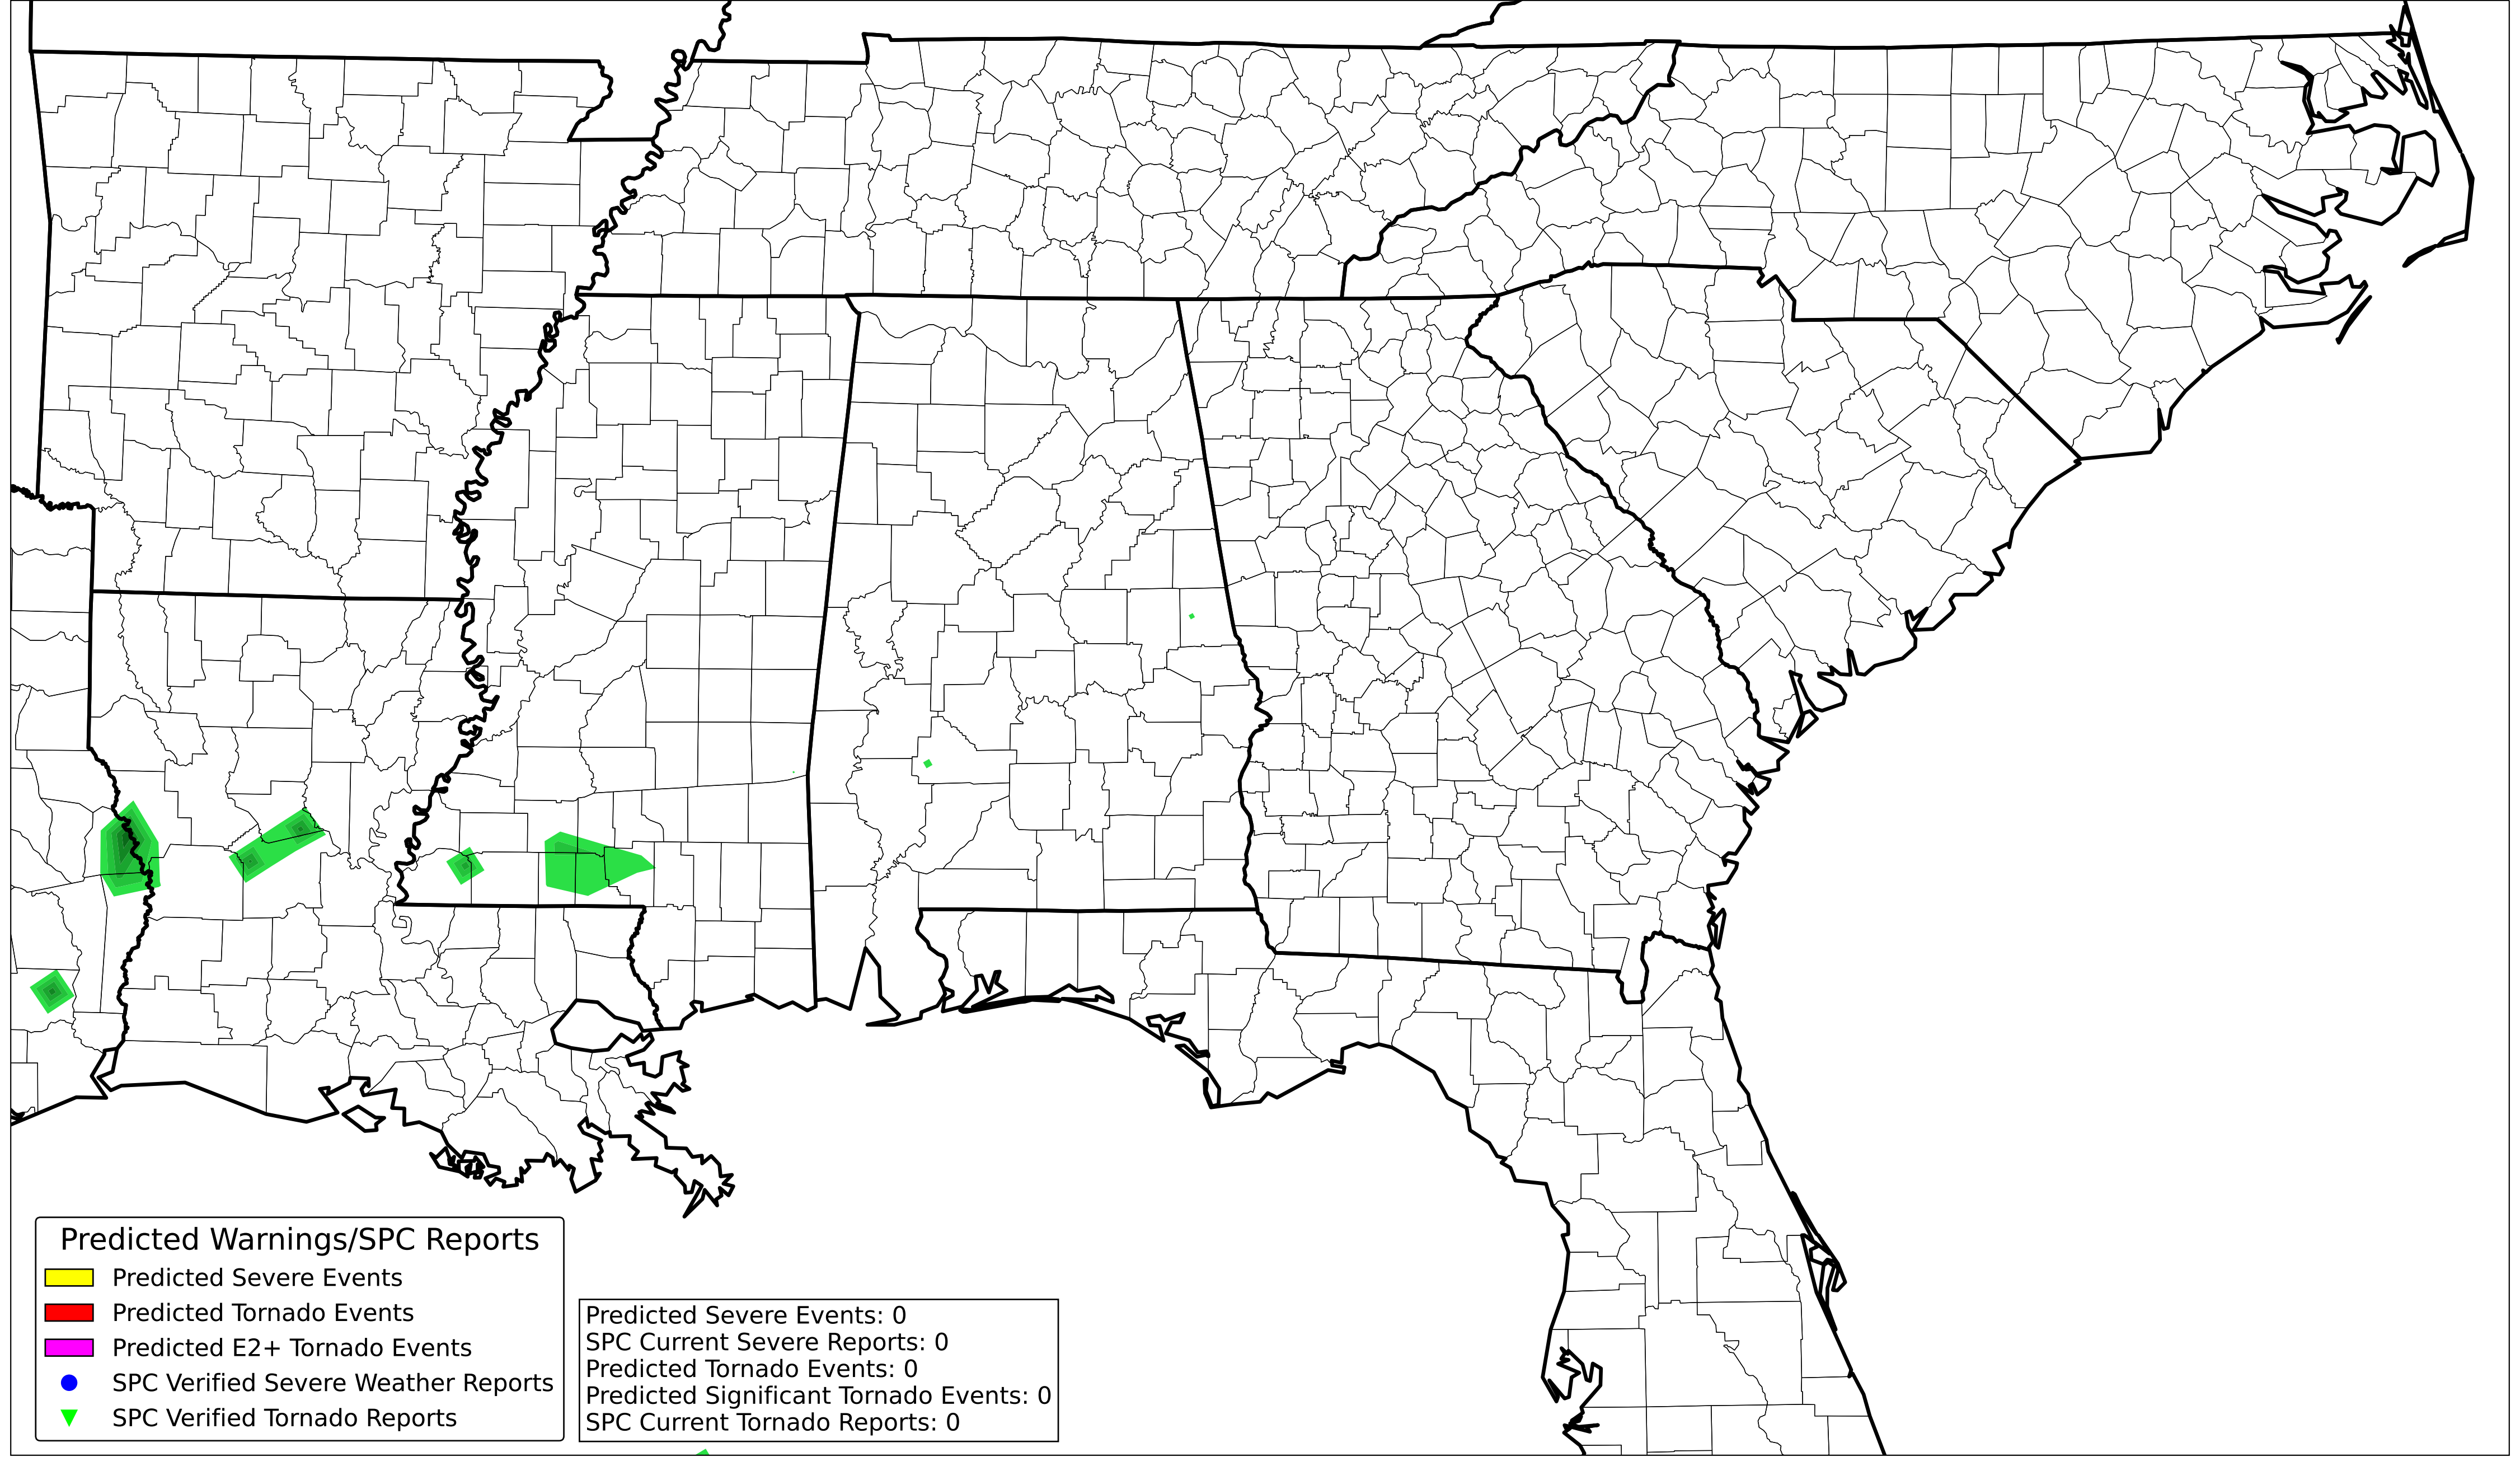 Predicted Warnings/SPC Reports
Predicted Severe Events
Predicted Tornado Events
Predicted E2+ Tornado Events
SPC Verified Severe Weather Reports
SPC Verified Tornado Reports
Predicted Severe Events: 0
SPC Current Severe Reports: 0
Predicted Tornado Events: 0
Predicted Significant Tornado Events: 0
SPC Current Tornado Reports: 0